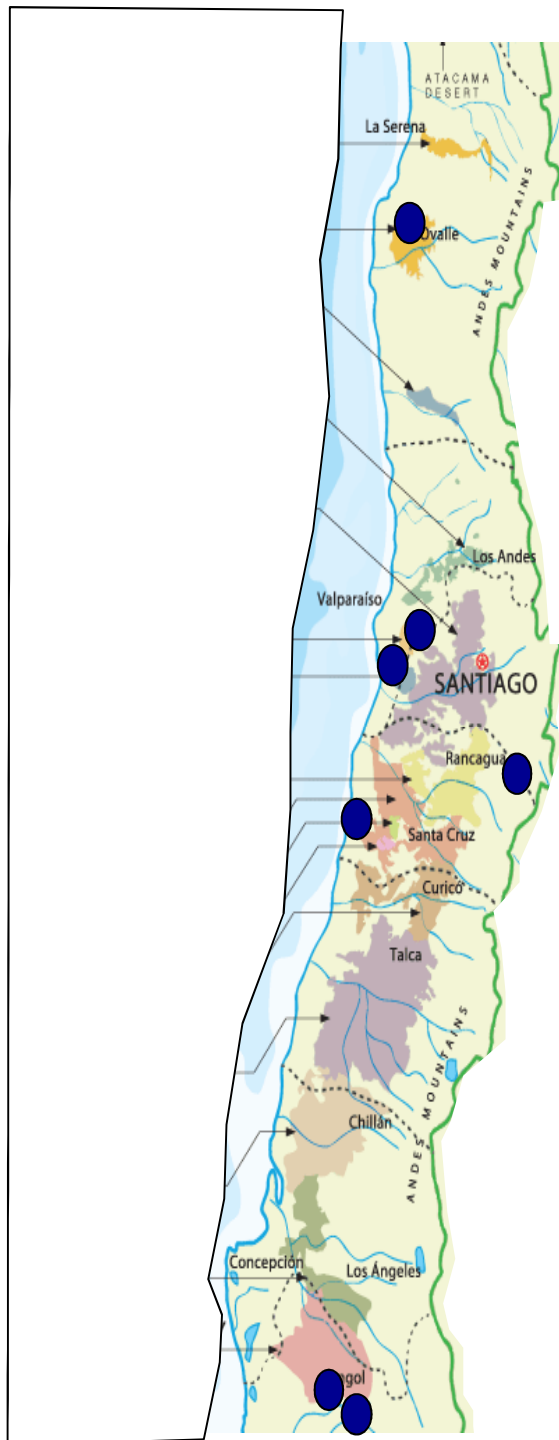 ATACAMA
DESERT
La Serena
Ovalle
ANDES MOUNTAINS
Los Andes
Valparaíso
SANTIAGO
Rancagua
Santa Cruz
Curicó
Talca
ANDES MOUNTAINS
Chillán
Concepción
Los Ángeles
ngol